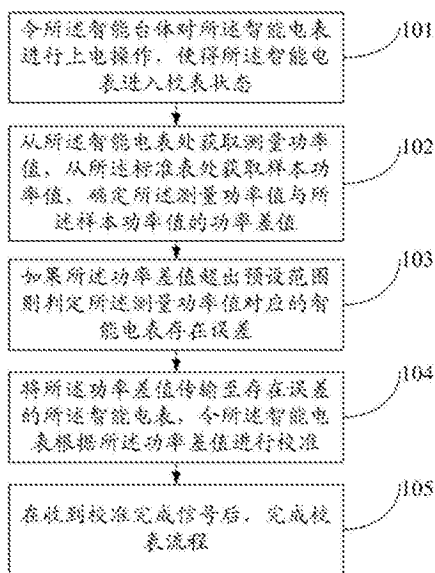 令所述智能台体对所述智能电表
进行上电操作，使得所述智能电
表进入校表状态
101
从所述智能电表处获取测量功率
值，从所述标准表处获取样本功
率值，确定所述测量功率值与所
述样本功率值的功率差值
102
如果所述功率差值超出预设范围
则判定所述测量功率值对应的智
能电表存在误差
103
将所述功率差值传输至存在误差
的所述智能电表，令所述智能电
表根据所述功率差值进行校准
104
在收到校准完成信号后，完成校
表流程
105